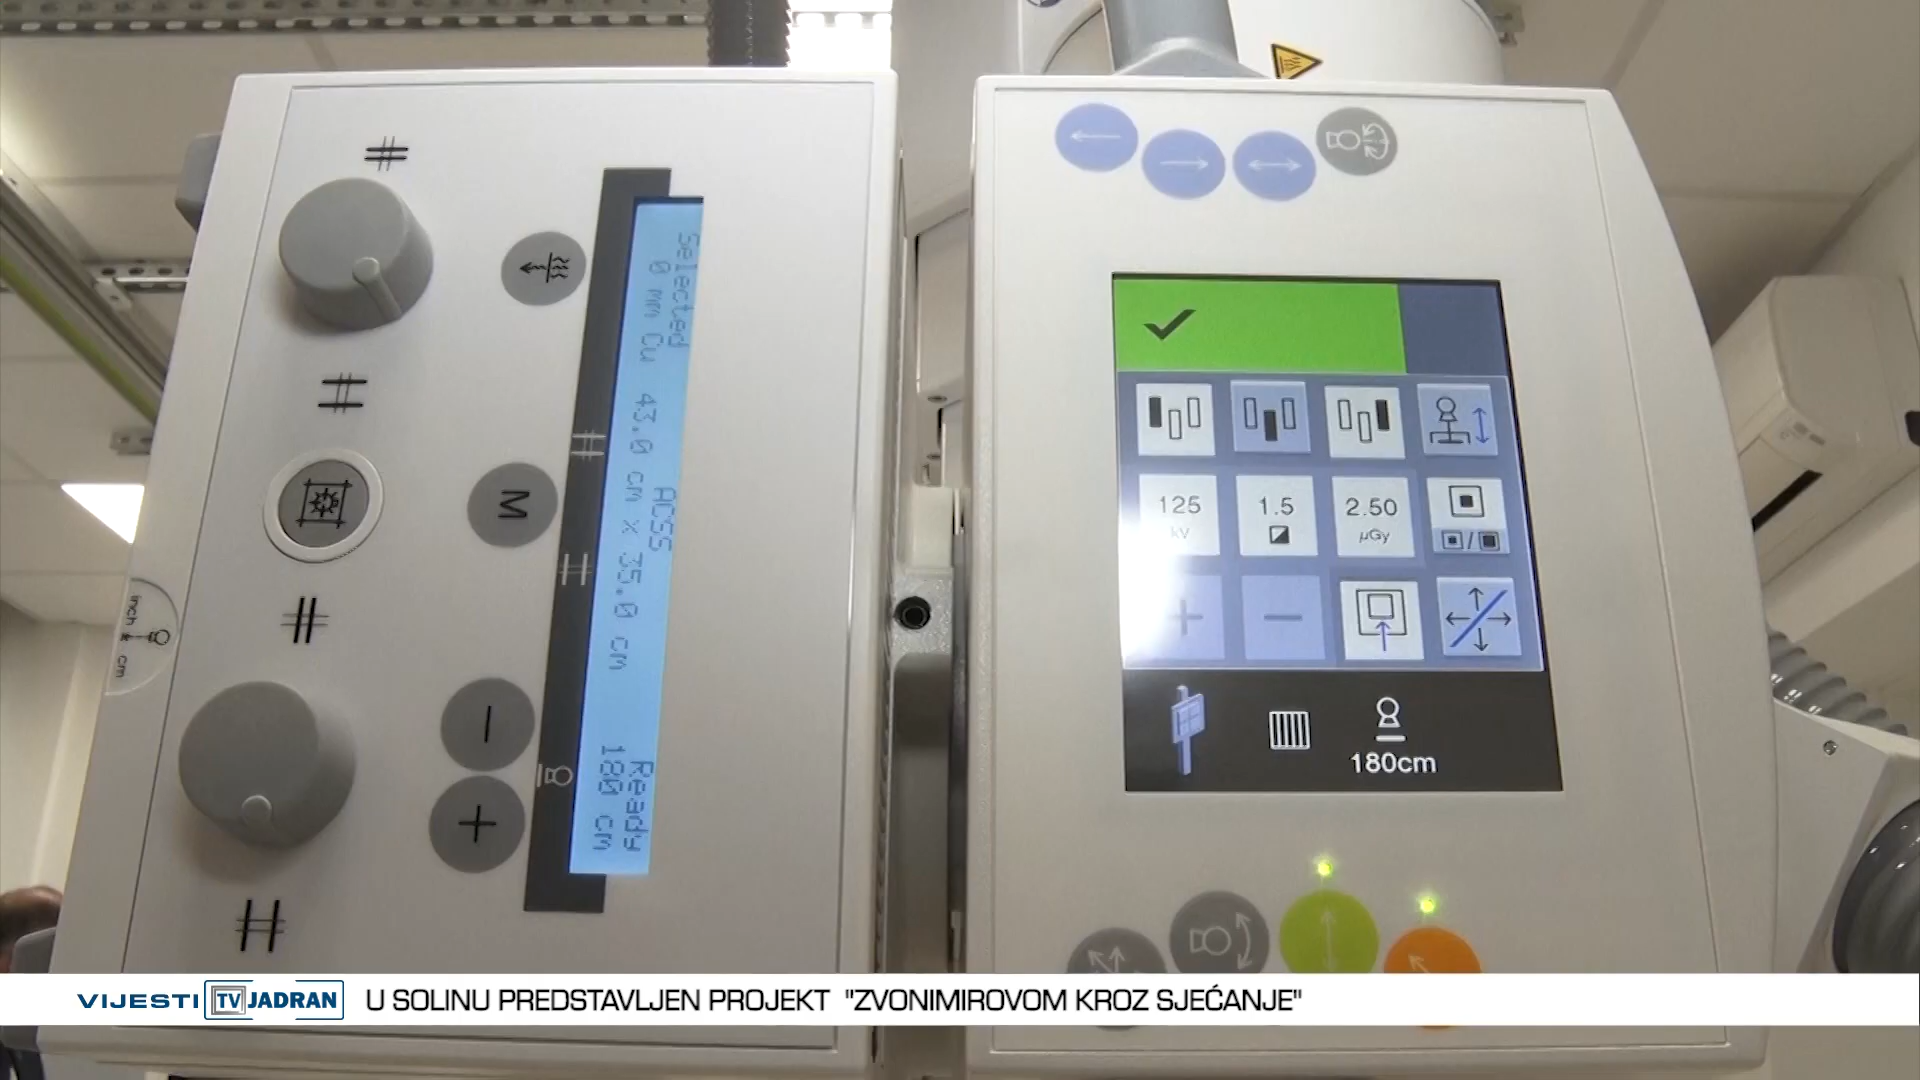 Selected ACSS Ready
0 mm Cu 43.0 cm x 35.0 cm 180 cm
M
inch cm
125 1.5 2.50
kV µGy
180cm
VIJESTI TV JADRAN U SOLINU PREDSTAVLJEN PROJEKT "ZVONIMIROVOM KROZ SJEĆANJE"